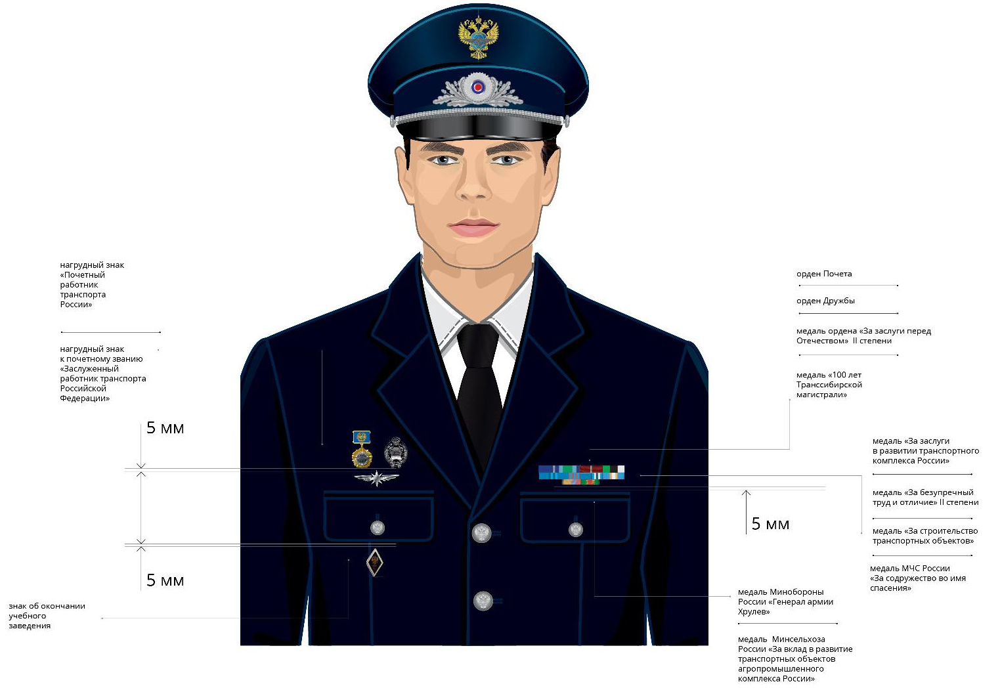 нагрудный знак
«Почетный
работник
транспорта
России»
нагрудный знак
к почетному званию
«Заслуженный
работник транспорта
Российской
Федерации»
5 мм
5 мм
знак об окончании
учебного
заведения
орден Почета
орден Дружбы
медаль ордена «За заслуги перед
Отечеством» II степени
медаль «100 лет
Транссибирской
магистрали»
медаль «За заслуги
в развитии транспортного
комплекса России»
медаль «За безупречный
труд и отличие» II степени
медаль «За строительство
транспортных объектов»
медаль МЧС России
«За содружество во имя
спасения»
5 мм
медаль Минобороны
России «Генерал армии
Хрулев»
медаль Минсельхоза
России «За вклад в развитие
транспортных объектов
агропромышленного
комплекса России»